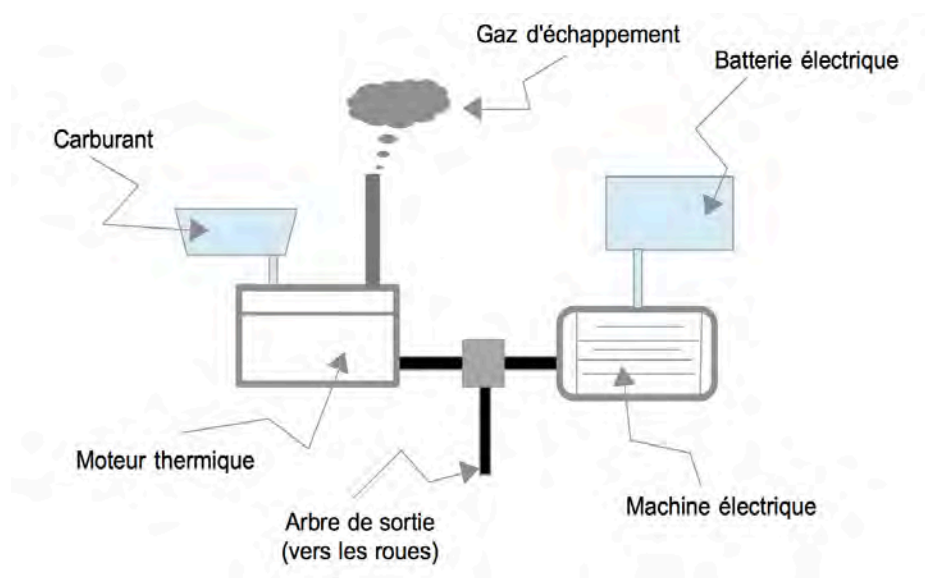 Gaz d'échappement
Batterie électrique
Carburant
Moteur thermique
Arbre de sortie
(vers les roues)
Machine électrique